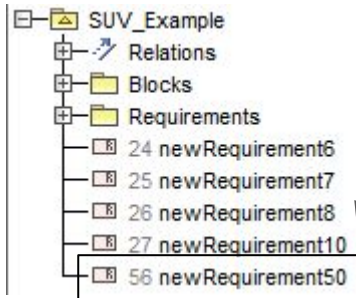 SUV_Example
Relations
Blocks
Requirements
R 24 newRequirement6
R 25 newRequirement7
R 26 newRequirement8
R 27 newRequirement10
R 56 newRequirement50